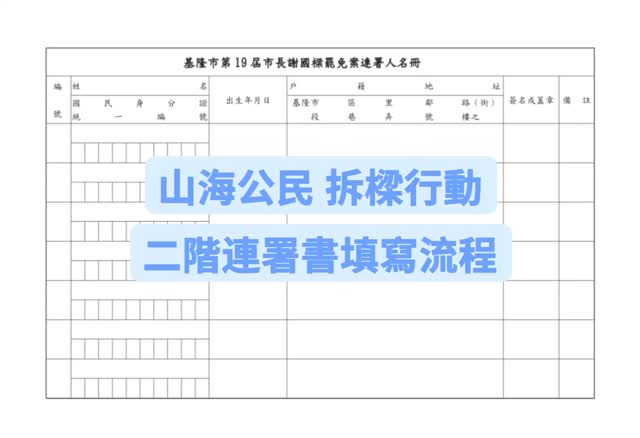 基隆市第19屆市長謝國樑罷免案連署人名冊
編號
姓名
國民身分證
統一編號
出生年月日
戶籍地址
基隆市 區 里 鄰 路（街）
段 巷 弄 號 樓之
簽名或蓋章
備註
山海公民 拆樑行動
二階連署書填寫流程